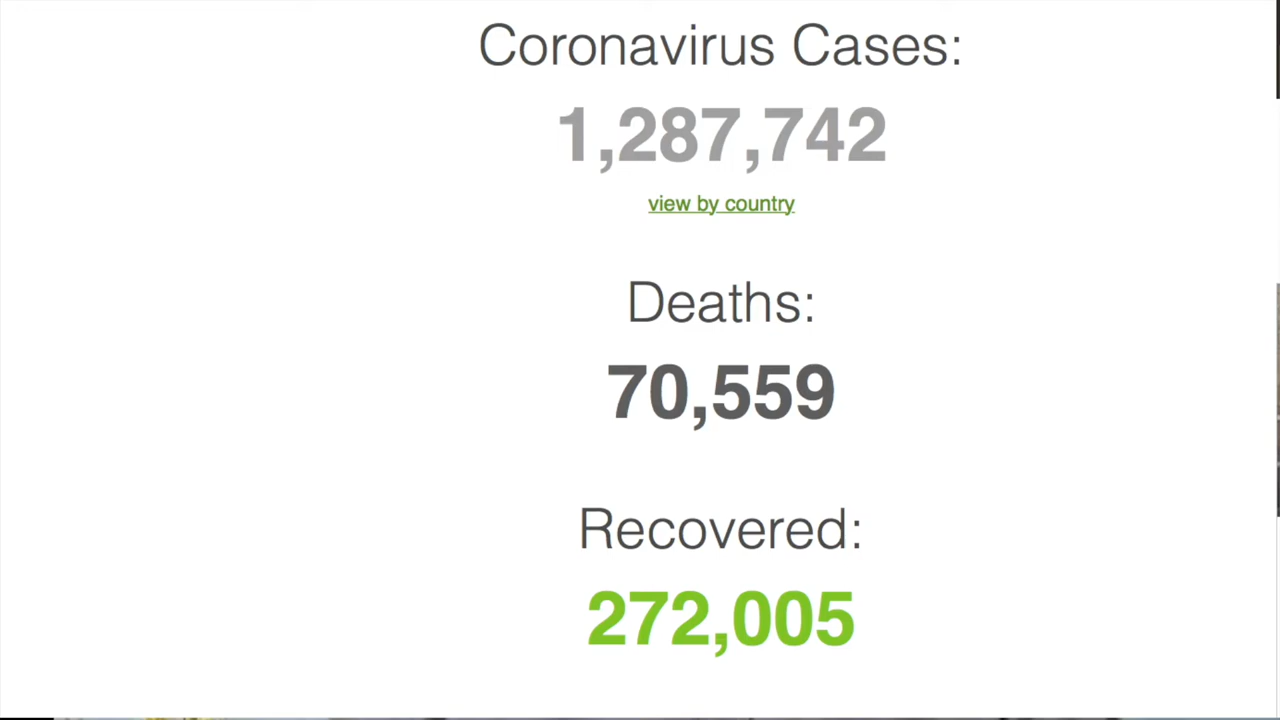 Coronavirus Cases:
1,287,742
view by country
Deaths:
70,559
Recovered:
272,005